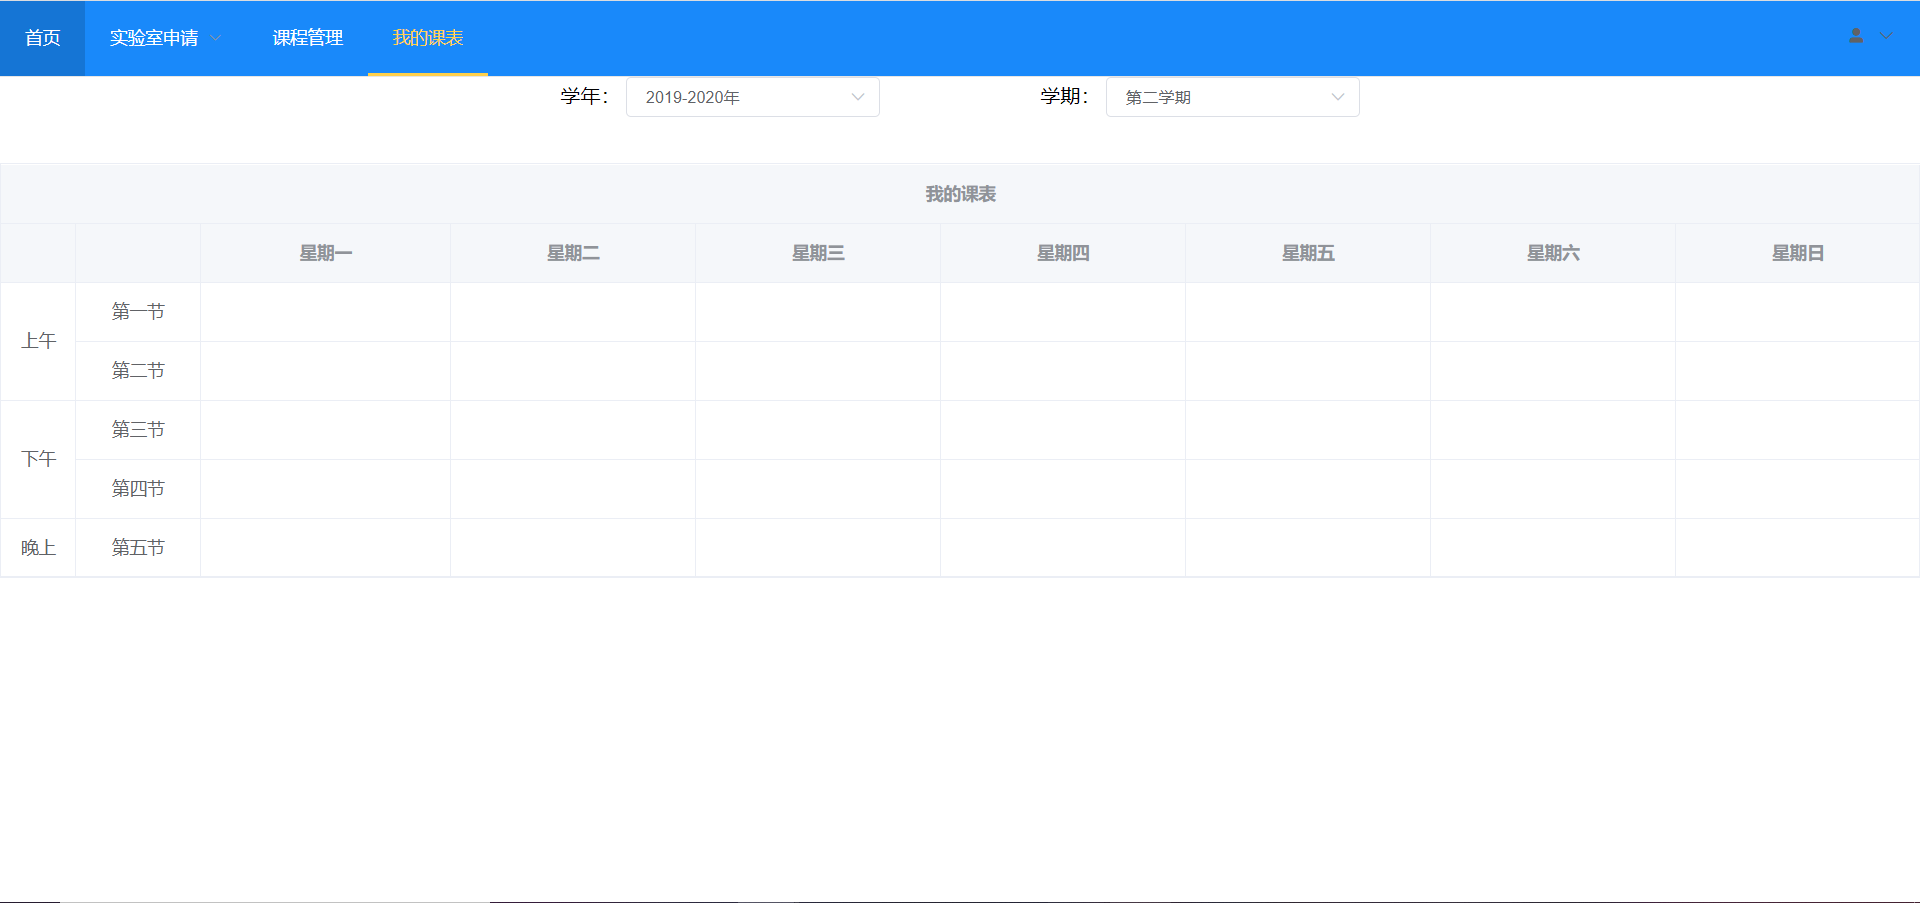 首页 实验室申请 课程管理 我的课表
学年： 2019-2020年 学期： 第二学期
我的课表
星期一 星期二 星期三 星期四 星期五 星期六 星期日
上午 第一节
第二节
下午 第三节
第四节
晚上 第五节